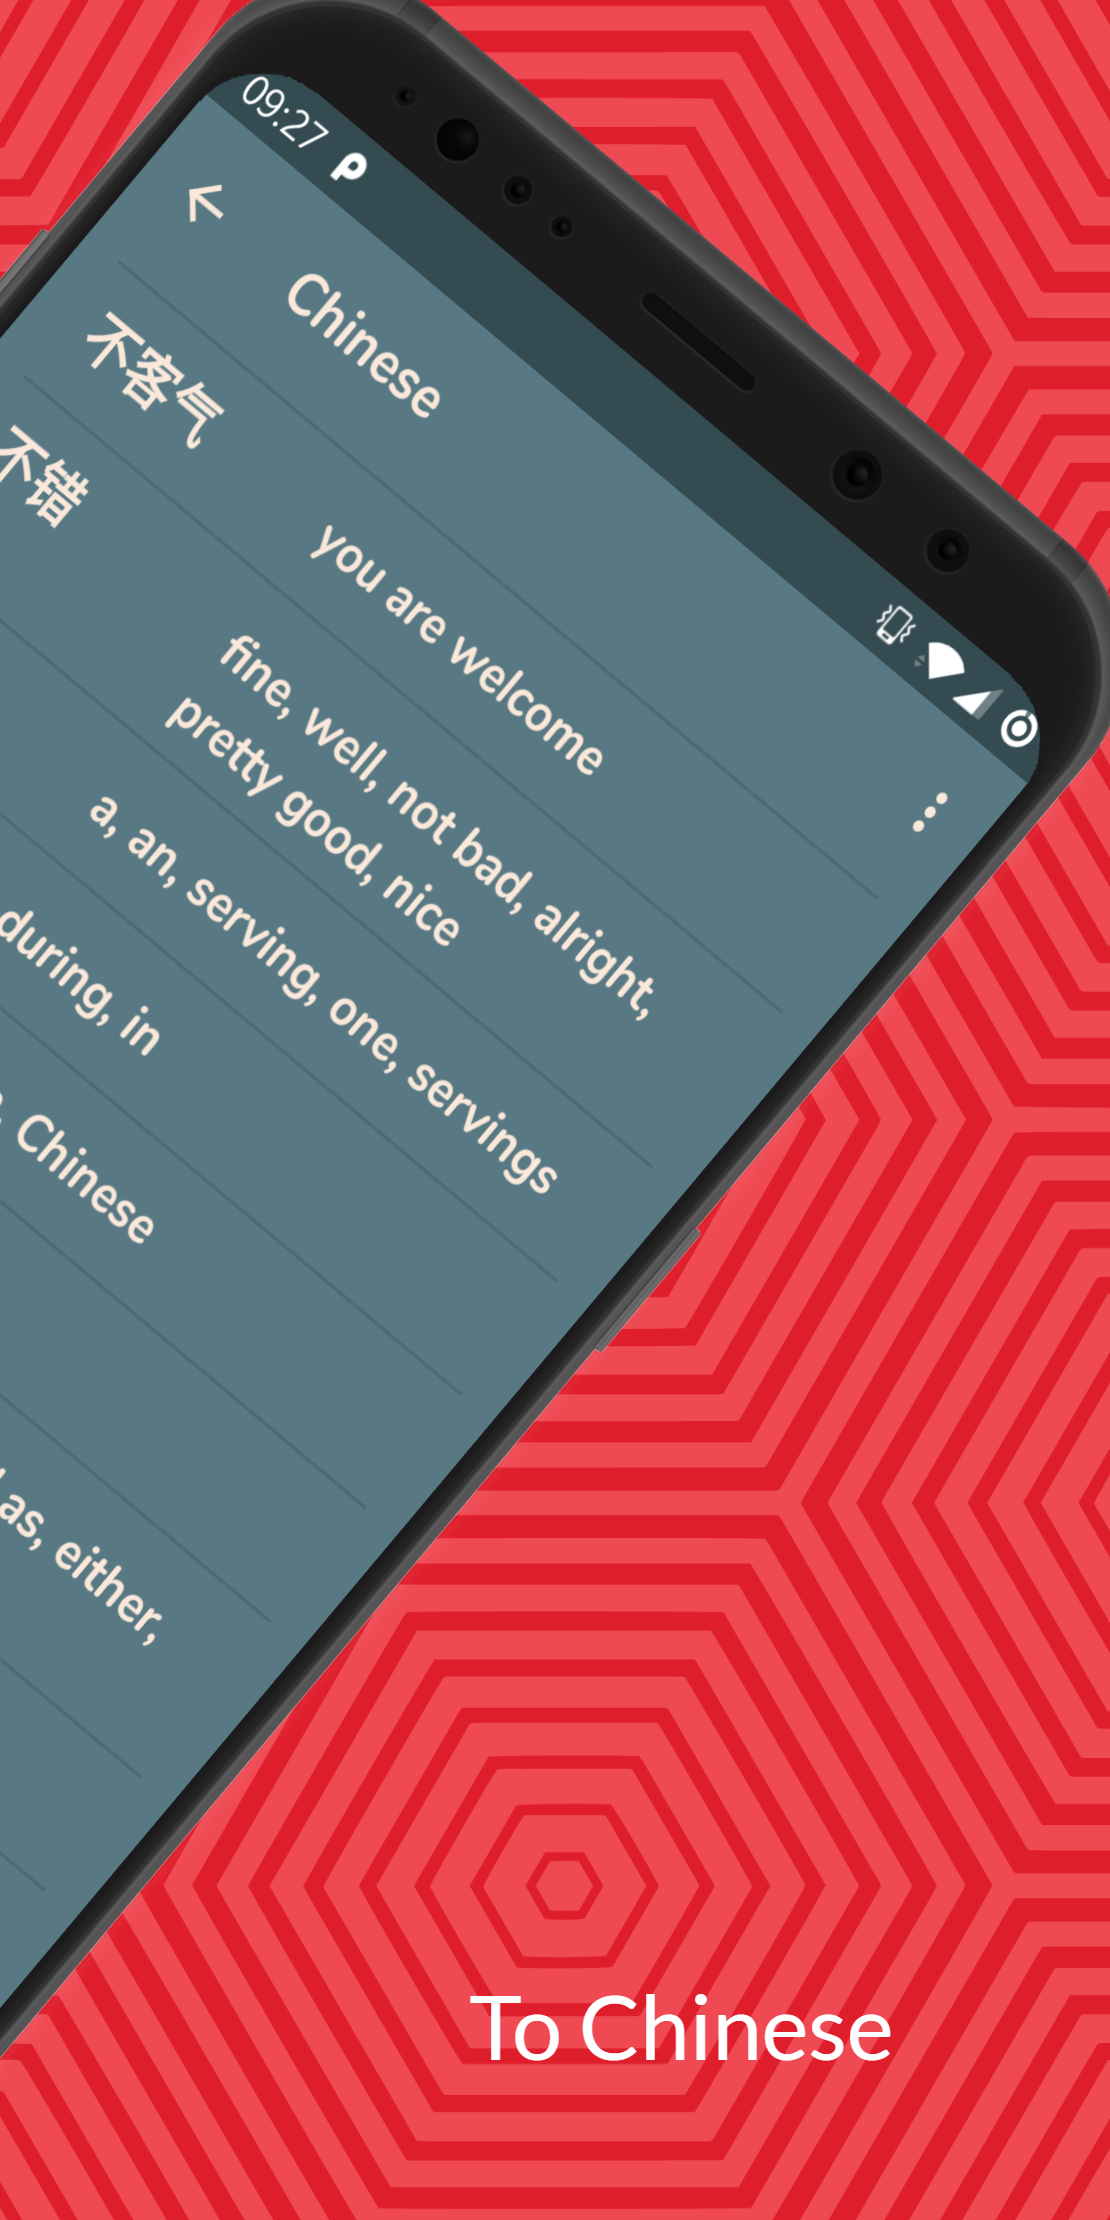 09:27
Chinese
不客气
you are welcome
不错
fine, well, not bad, alright,
pretty good, nice
a, an, serving, one, servings
during, in
, Chinese
as, either,
To Chinese